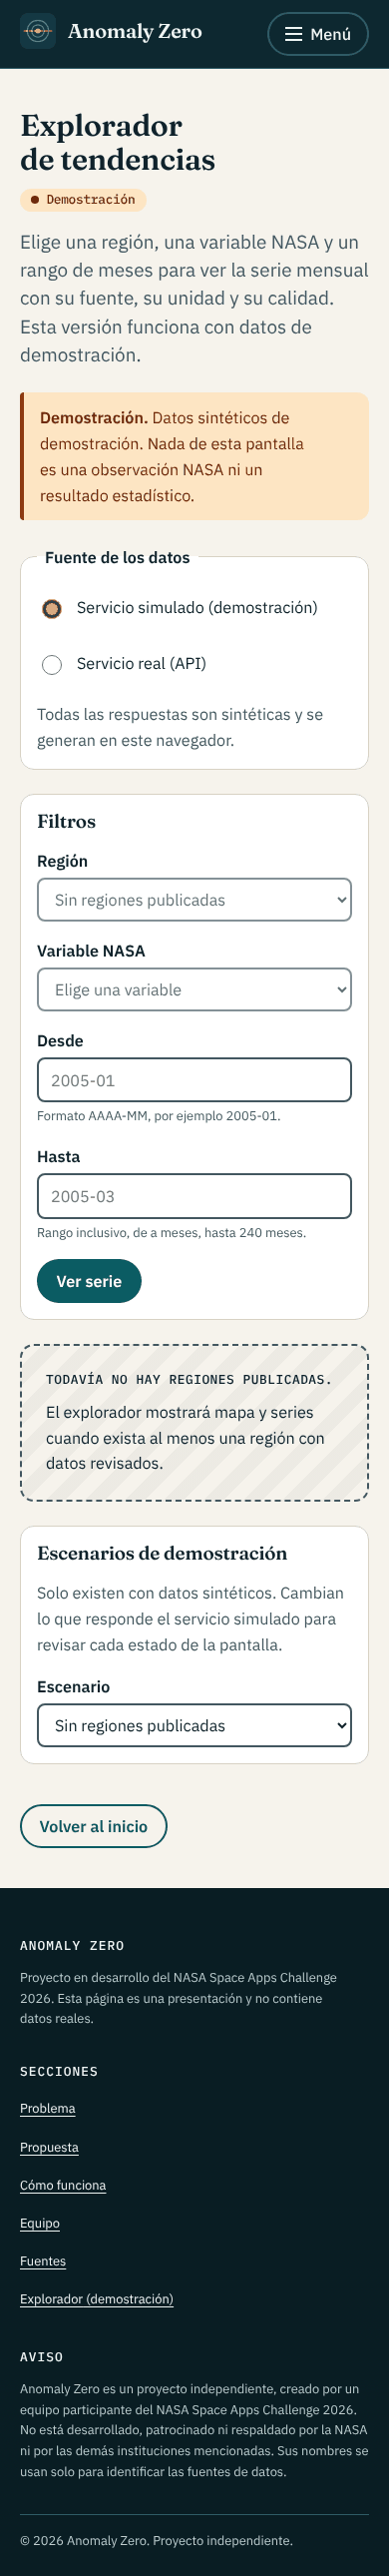 Anomaly Zero
Menú
Explorador
de tendencias
Demostración
Elige una región, una variable NASA y un
rango de meses para ver la serie mensual
con su fuente, su unidad y su calidad.
Esta versión funciona con datos de
demostración.
Demostración. Datos sintéticos de
demostración. Nada de esta pantalla
es una observación NASA ni un
resultado estadístico.
Fuente de los datos
Servicio simulado (demostración)
Servicio real (API)
Todas las respuestas son sintéticas y se
generan en este navegador.
Filtros
Región
Sin regiones publicadas
Variable NASA
Elige una variable
Desde
2005-01
Formato AAAA-MM, por ejemplo 2005-01.
Hasta
2005-03
Rango inclusivo, de a meses, hasta 240 meses.
Ver serie
TODAVÍA NO HAY REGIONES PUBLICADAS.
El explorador mostrará mapa y series
cuando exista al menos una región con
datos revisados.
Escenarios de demostración
Solo existen con datos sintéticos. Cambian
lo que responde el servicio simulado para
revisar cada estado de la pantalla.
Escenario
Sin regiones publicadas
Volver al inicio
ANOMALY ZERO
Proyecto en desarrollo del NASA Space Apps Challenge
2026. Esta página es una presentación y no contiene
datos reales.
SECCIONES
Problema
Propuesta
Cómo funciona
Equipo
Fuentes
Explorador (demostración)
AVISO
Anomaly Zero es un proyecto independiente, creado por un
equipo participante del NASA Space Apps Challenge 2026.
No está desarrollado, patrocinado ni respaldado por la NASA
ni por las demás instituciones mencionadas. Sus nombres se
usan solo para identificar las fuentes de datos.
© 2026 Anomaly Zero. Proyecto independiente.